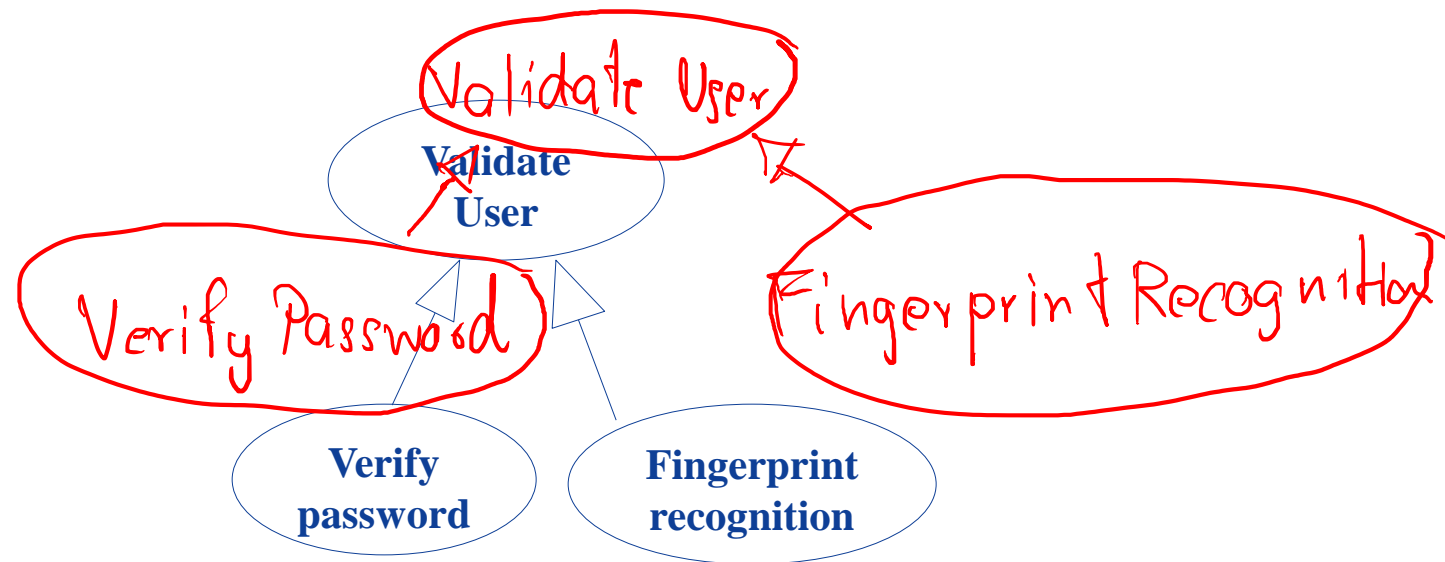 Validate User
Validate
User
Verify Password
Fingerprint Recognition
Verify
password
Fingerprint
recognition